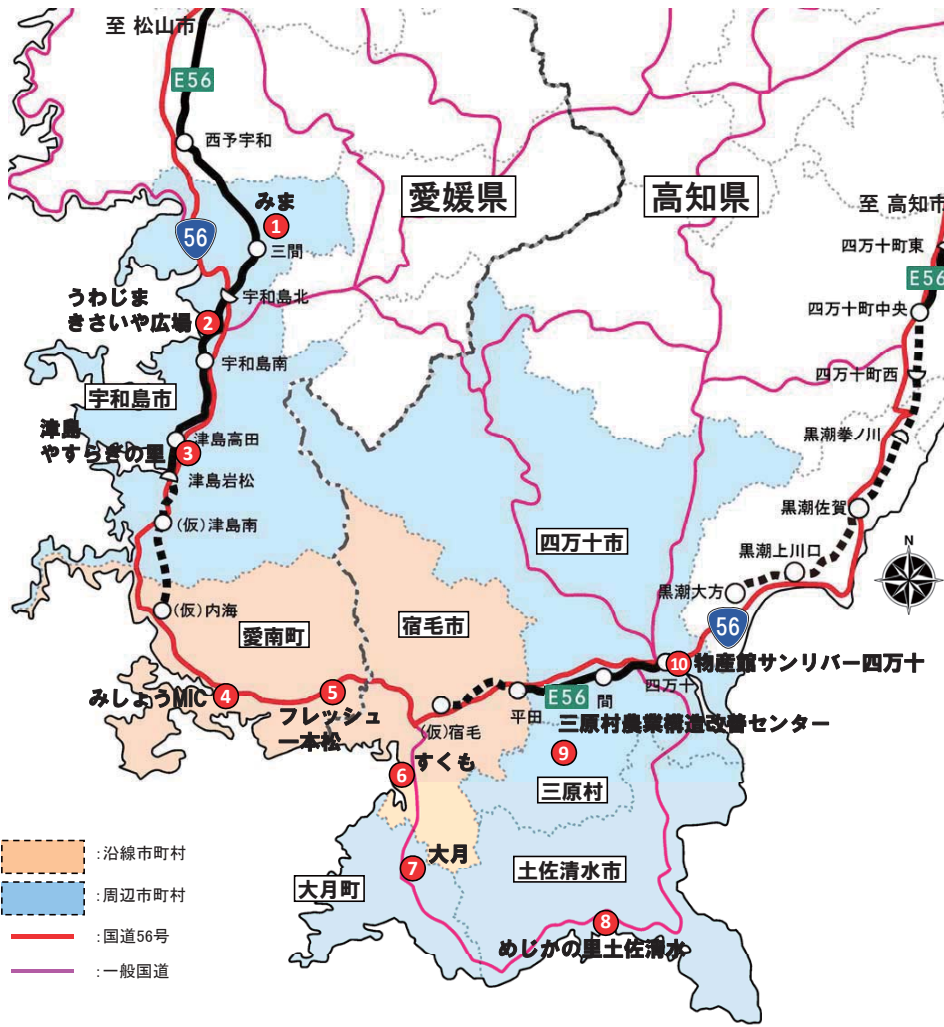 至 松山市
E56
西予宇和
愛媛県
高知県
みま
1
三間
56
至 高知市
四万十町東
E56
うわじま
きさいや広場
2
宇和島北
四万十町中央
宇和島南
四万十町西
宇和島市
津島
やすらぎの里
3
津島高田
津島岩松
黒潮拳ノ川
(仮)津島南
黒潮佐賀
四万十市
黒潮上川口
N
黒潮大方
(仮)内海
愛南町
宿毛市
56
10
物産館サンリバー四万十
四万十
みしょうMIC
4
5
フレッシュ
一本松
(仮)宿毛
平田
E56
間
三原村農業構造改善センター
6
すくも
9
三原村
7
大月
大月町
土佐清水市
8
めじかの里土佐清水
:沿線市町村
:周辺市町村
:国道56号
:一般国道